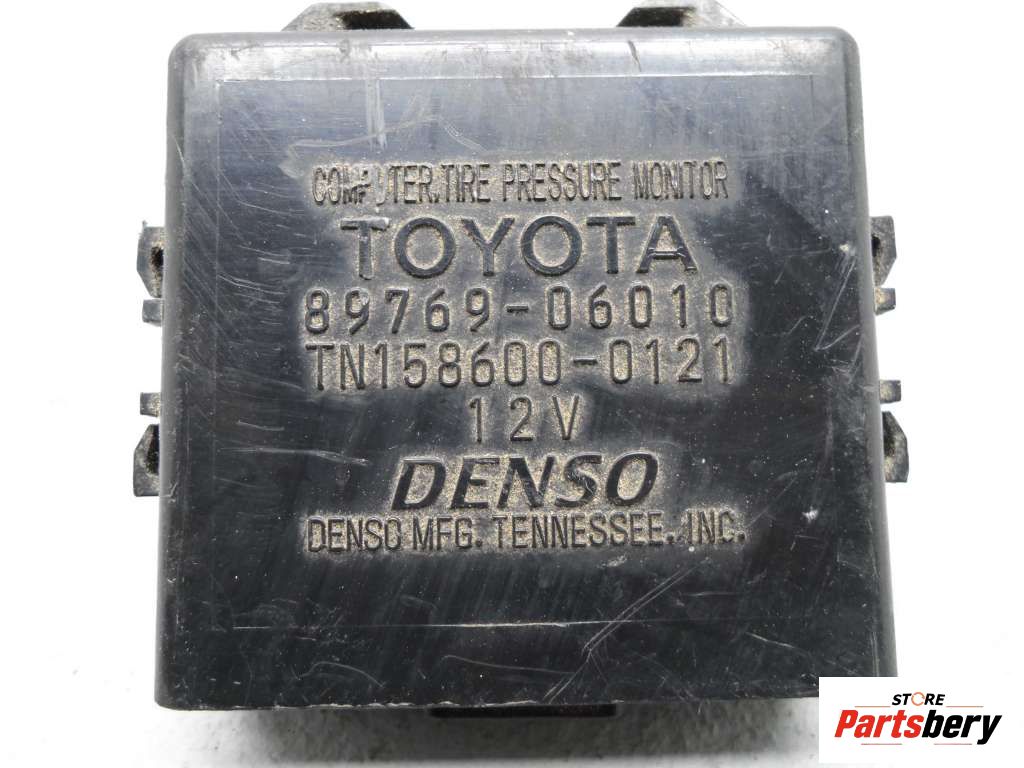 COMPUTER.TIRE PRESSURE MONITOR
TOYOTA
89769-06010
TN158600-0121
12V
DENSO
DENSO MFG. TENNESSEE, INC.
STORE
Partsbery